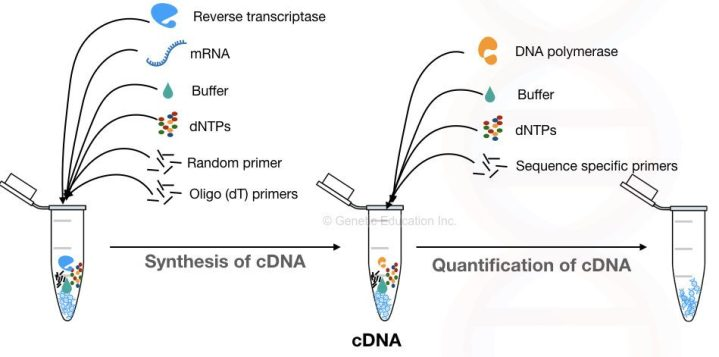 Reverse transcriptase
mRNA
Buffer
dNTPs
Random primer
Oligo (dT) primers
DNA polymerase
Buffer
dNTPs
Sequence specific primers
© Genetic Education Inc.
Synthesis of cDNA
Quantification of cDNA
cDNA